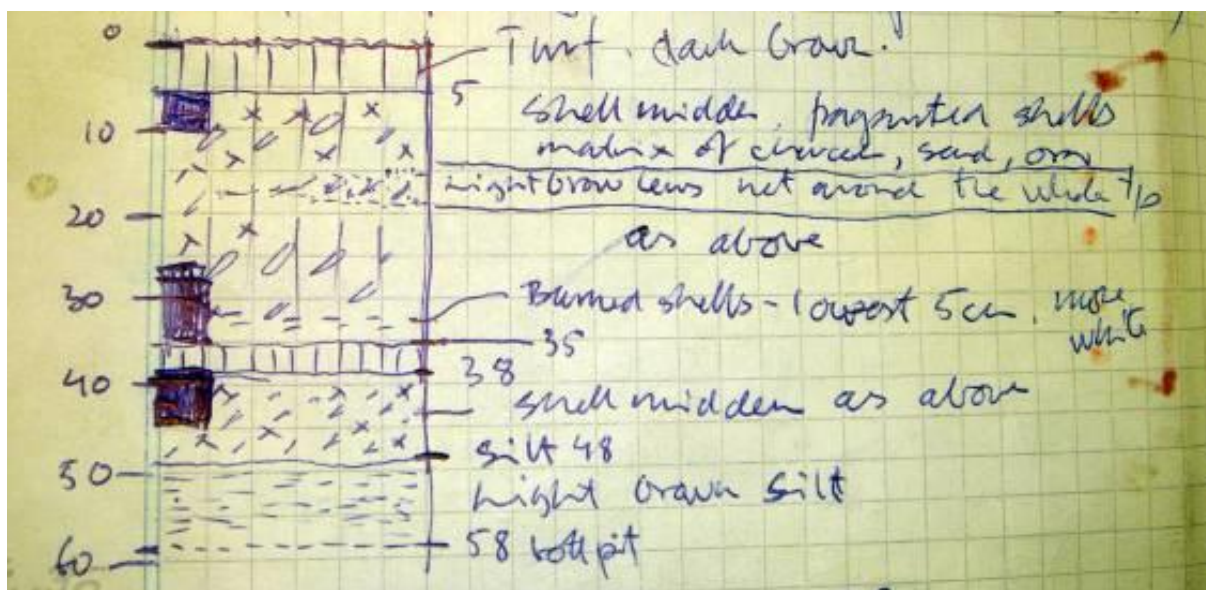 0
Turf. dark brown.
5
shell midden, fragmented shells
10
matrix of charcoal, sand,
Light brown lens not around the whole t/p
20
as above
30
Burned shells - lowest 5cm. more
white
35
38
40
shell midden as above
silt 48
50
Light brown silt
58 bott pit
60